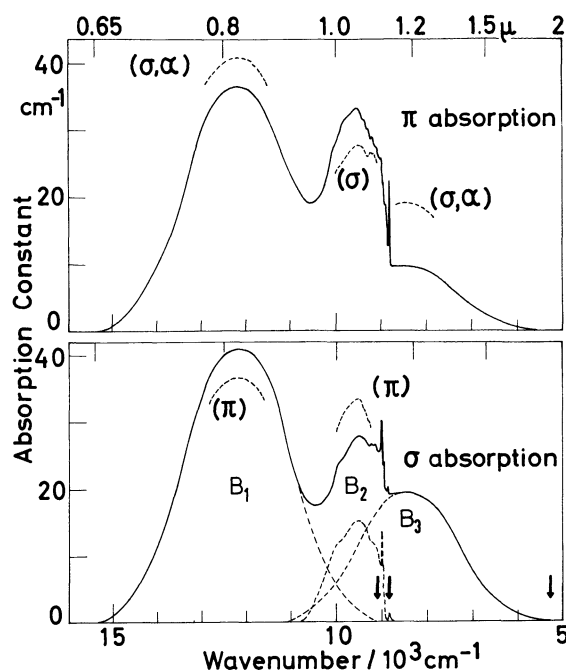 0.65 0.8 1.0 1.2 1.5 μ 2
40
cm⁻¹
(σ,α)
π absorption
20
(σ)
(σ,α)
0
Absorption Constant
40
(π)
(π)
σ absorption
20
B₁
B₂
B₃
0
15 10 5
Wavenumber / 10³cm⁻¹